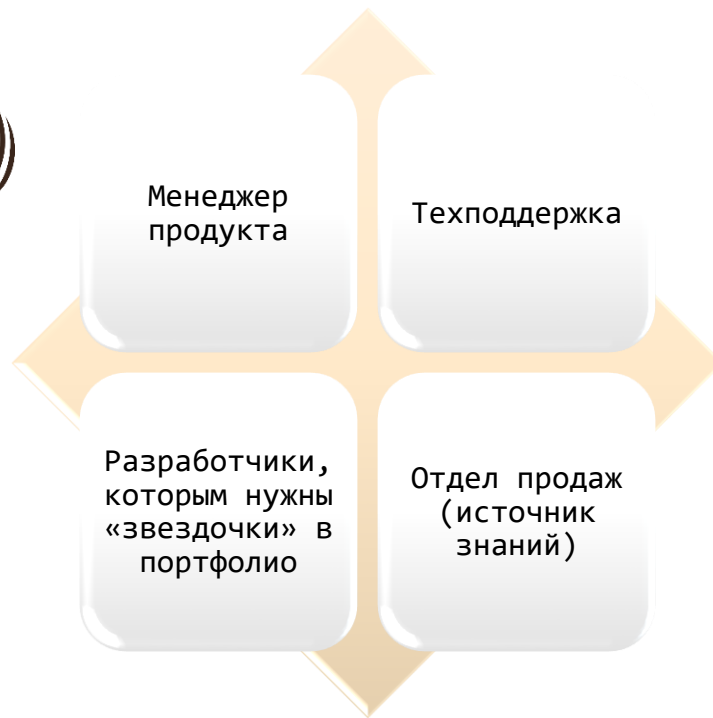 Менеджер
продукта
Техподдержка
Разработчики,
которым нужны
«звездочки» в
портфолио
Отдел продаж
(источник
знаний)